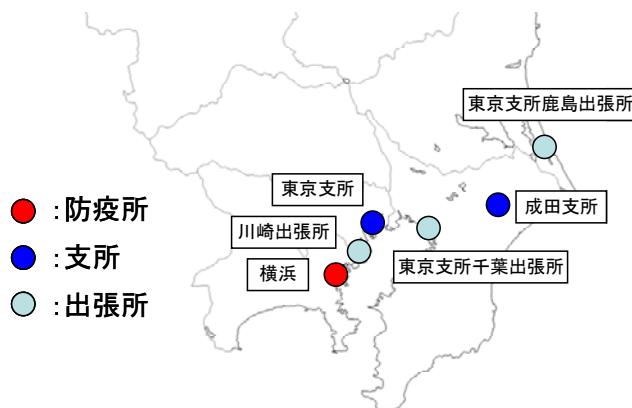 東京支所鹿島出張所
東京支所
成田支所
川崎出張所
東京支所千葉出張所
横浜
：防疫所
：支所
：出張所